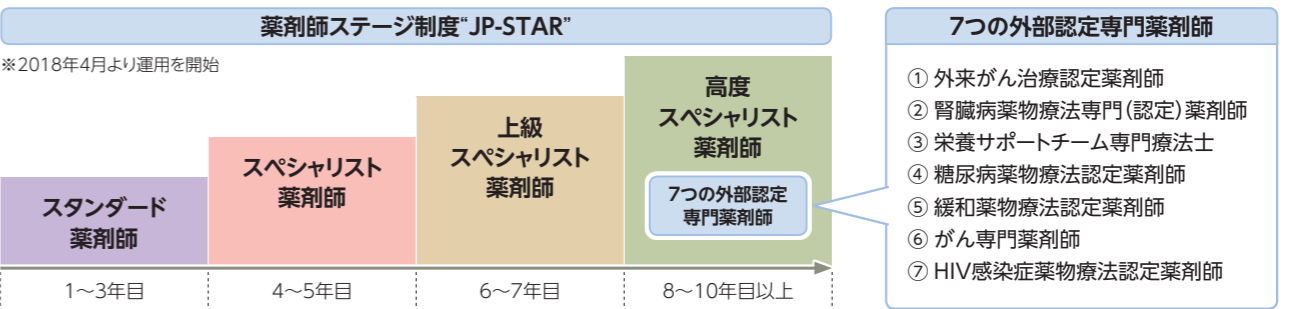 薬剤師ステージ制度“JP-STAR”
※2018年4月より運用を開始
スタンダード
薬剤師
スペシャリスト
薬剤師
上級
スペシャリスト
薬剤師
高度
スペシャリスト
薬剤師
7つの外部認定
専門薬剤師
1～3年目
4～5年目
6～7年目
8～10年目以上
7つの外部認定専門薬剤師
① 外来がん治療認定薬剤師
② 腎臓病薬物療法専門（認定）薬剤師
③ 栄養サポートチーム専門療法士
④ 糖尿病薬物療法認定薬剤師
⑤ 緩和薬物療法認定薬剤師
⑥ がん専門薬剤師
⑦ HIV感染症薬物療法認定薬剤師